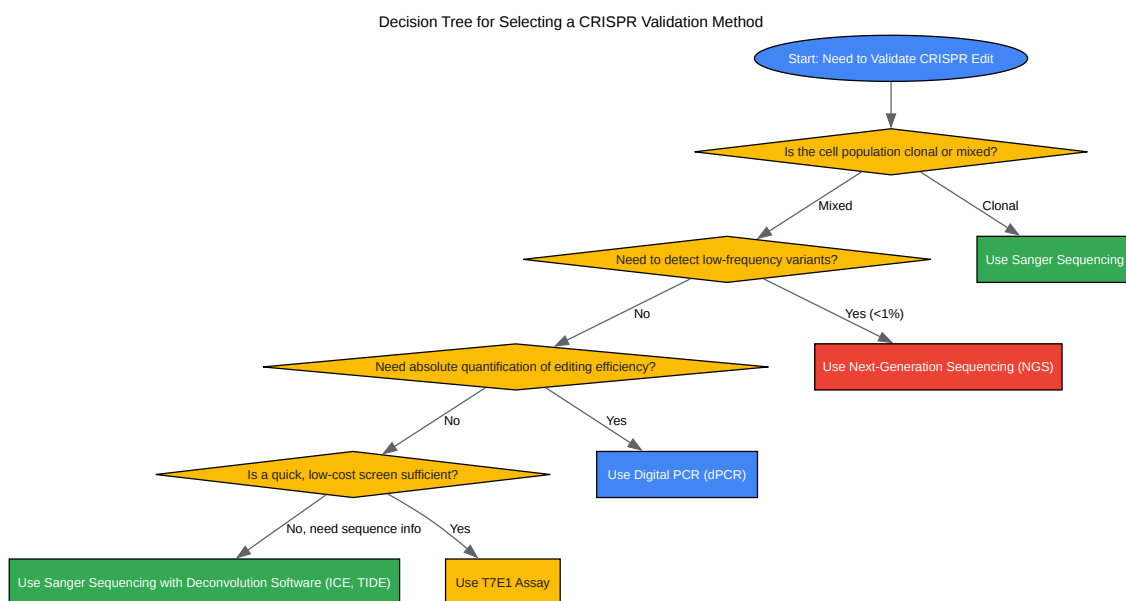 Decision Tree for Selecting a CRISPR Validation Method
Start: Need to Validate CRISPR Edit
Is the cell population clonal or mixed?
Mixed
Clonal
Need to detect low-frequency variants?
Use Sanger Sequencing
No
Yes (<1%)
Need absolute quantification of editing efficiency?
Use Next-Generation Sequencing (NGS)
No
Yes
Is a quick, low-cost screen sufficient?
Use Digital PCR (dPCR)
No, need sequence info
Yes
Use Sanger Sequencing with Deconvolution Software (ICE, TIDE)
Use T7E1 Assay